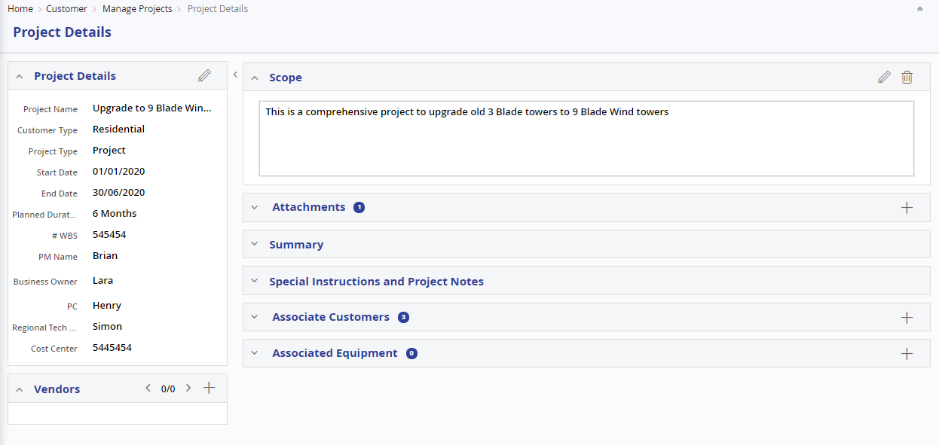 Home > Customer > Manage Projects > Project Details
Project Details
Project Details
Project Name Upgrade to 9 Blade Win...
Customer Type Residential
Project Type Project
Start Date 01/01/2020
End Date 30/06/2020
Planned Durat... 6 Months
# WBS 545454
PM Name Brian
Business Owner Lara
PC Henry
Regional Tech ... Simon
Cost Center 5445454
Vendors < 0/0 > +
Scope
This is a comprehensive project to upgrade old 3 Blade towers to 9 Blade Wind towers
Attachments 1 +
Summary
Special Instructions and Project Notes
Associate Customers 3 +
Associated Equipment 0 +